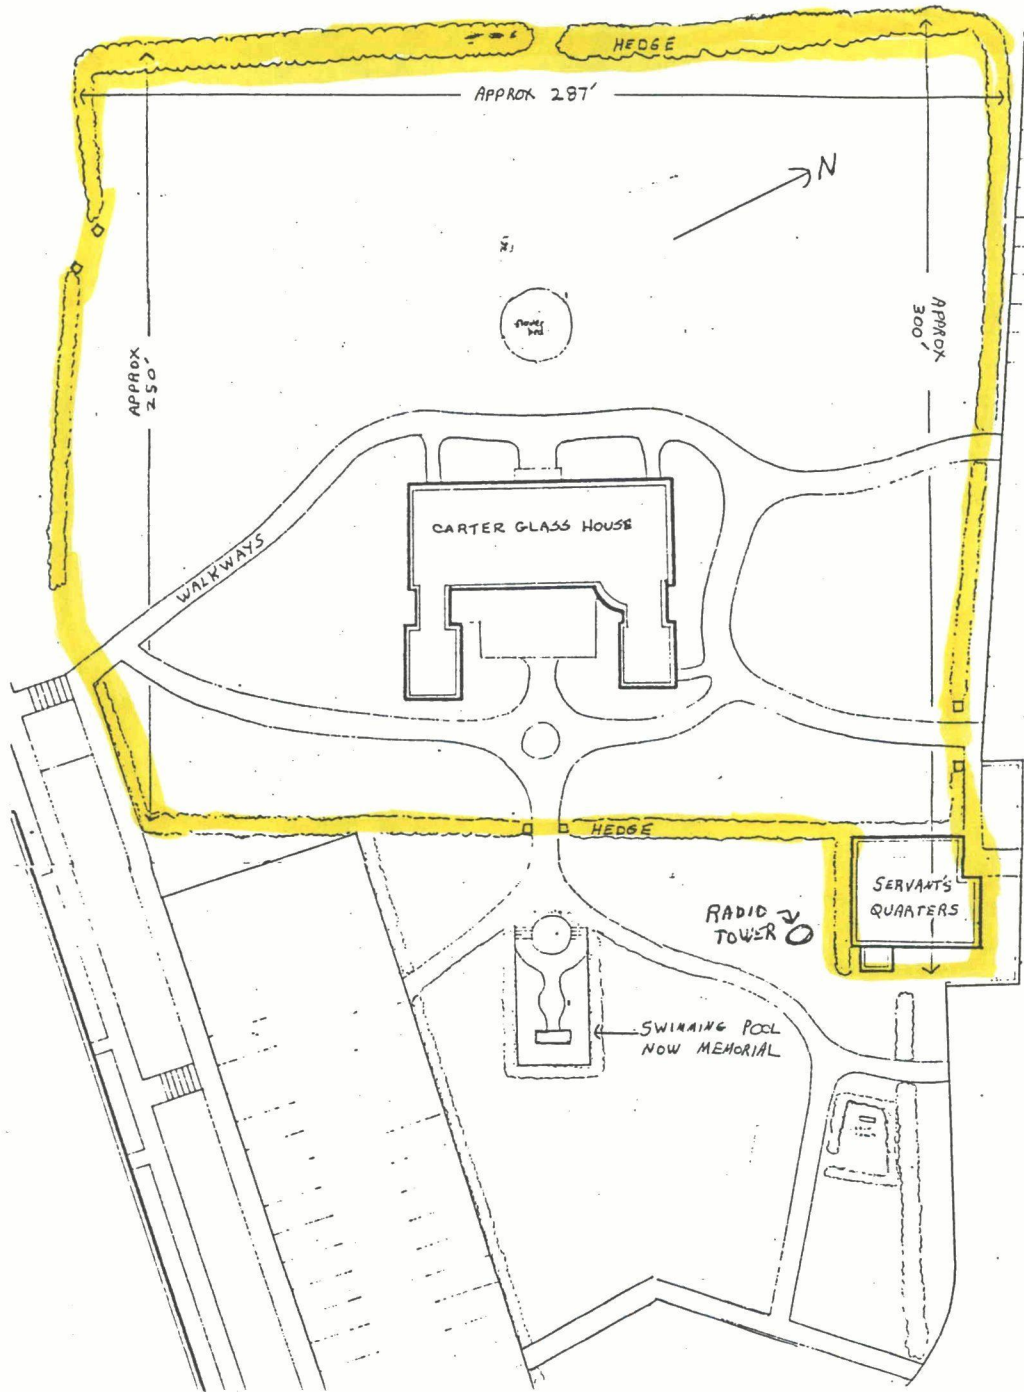 HEDGE
APPROX 287'
N
flower
bed
APPROX
250'
APPROX
300'
CARTER GLASS HOUSE
WALKWAYS
HEDGE
SERVANT'S
QUARTERS
RADIO
TOWER
SWIMMING POOL
NOW MEMORIAL